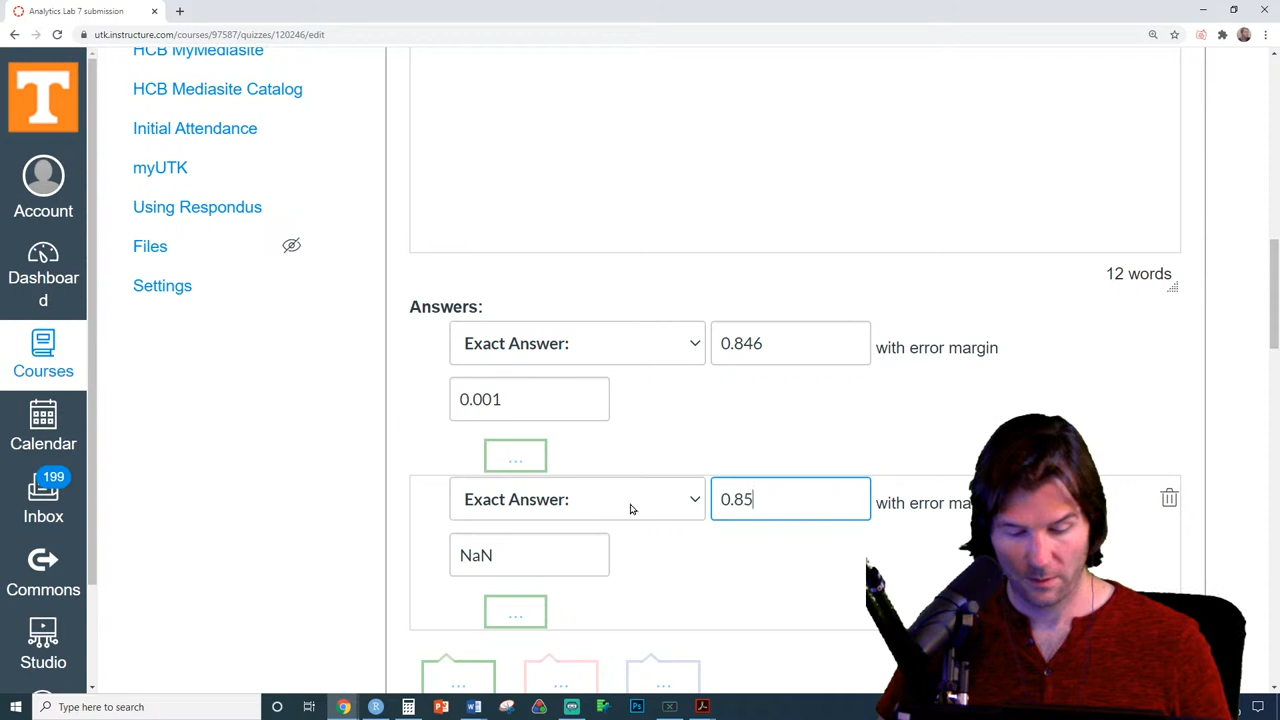 Analytics Lab 7 submission
utk.instructure.com/courses/97587/quizzes/120246/edit
T
Account
Dashboar
d
Courses
Calendar
199
Inbox
Commons
Studio
HCB MyMediasite
HCB Mediasite Catalog
Initial Attendance
myUTK
Using Respondus
Files
Settings
12 words
Answers:
Exact Answer: 0.846 with error margin
0.001
...
Exact Answer: 0.85 with error ma
NaN
...
... ... ...
Type here to search